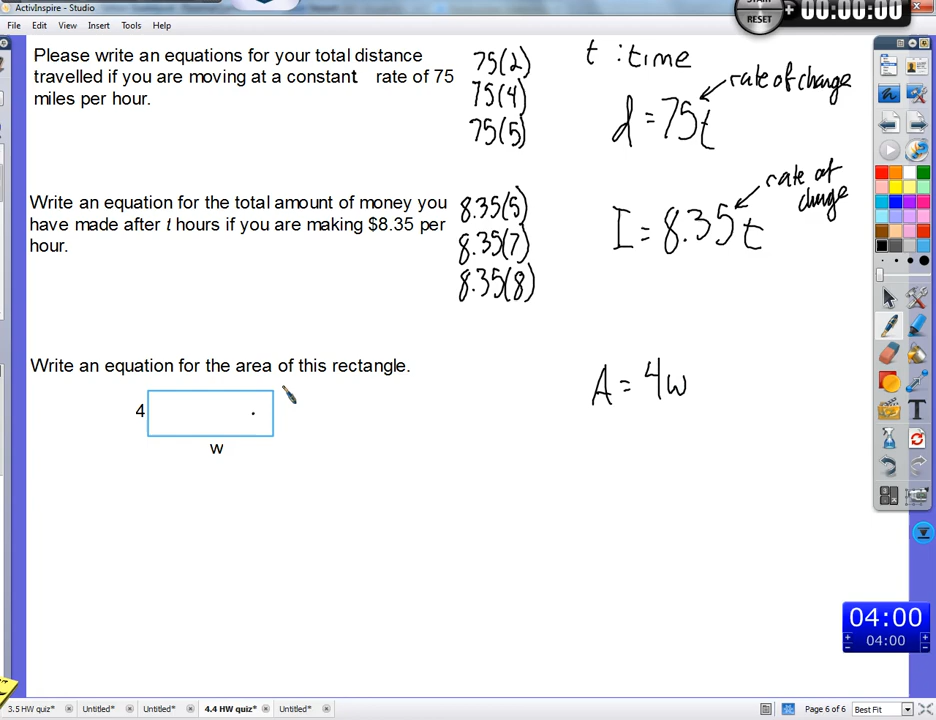 ActivInspire - Studio
START
RESET
00:00:00
File Edit View Insert Tools Help
Please write an equations for your total distance
travelled if you are moving at a constant rate of 75
miles per hour.
75(2)
75(4)
75(5)
t : time
rate of change
d = 75t
Write an equation for the total amount of money you
have made after t hours if you are making $8.35 per
hour.
8.35(5)
8.35(7)
8.35(8)
rate of
change
I = 8.35t
Write an equation for the area of this rectangle.
4
w
A = 4w
04:00
04:00
3.5 HW quiz* Untitled* Untitled* 4.4 HW quiz* Untitled* Page 6 of 6 Best Fit